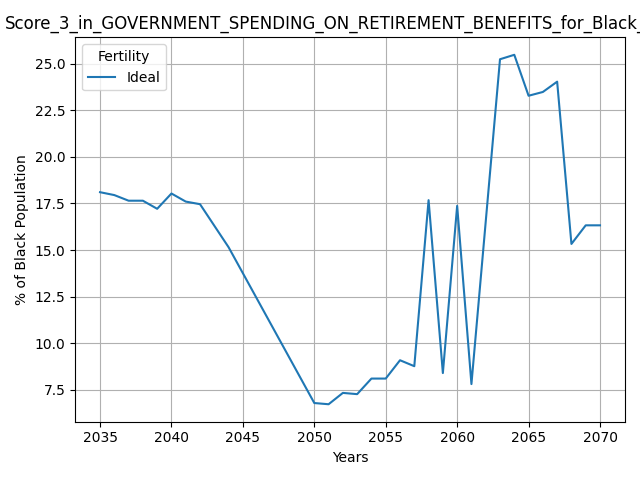 Score_3_in_GOVERNMENT_SPENDING_ON_RETIREMENT_BENEFITS_for_Black_
Fertility
Ideal
25.0
22.5
20.0
17.5
15.0
12.5
10.0
7.5
% of Black Population
2035 2040 2045 2050 2055 2060 2065 2070
Years